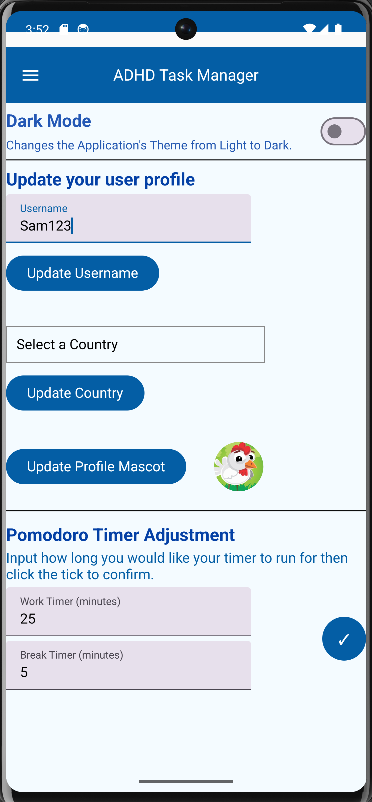 3:52
ADHD Task Manager
Dark Mode
Changes the Application's Theme from Light to Dark.
Update your user profile
Username
Sam123
Update Username
Select a Country
Update Country
Update Profile Mascot
Pomodoro Timer Adjustment
Input how long you would like your timer to run for then
click the tick to confirm.
Work Timer (minutes)
25
✓
Break Timer (minutes)
5